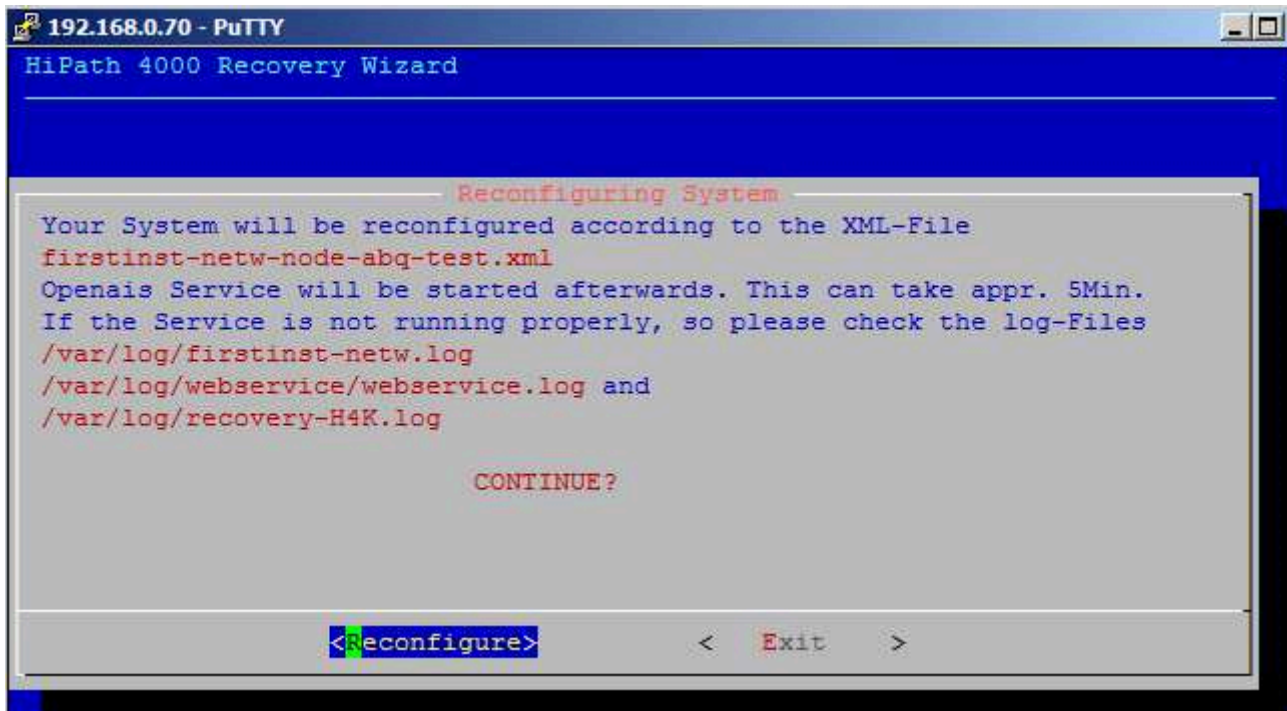 192.168.0.70 - PuTTY
HiPath 4000 Recovery Wizard
Reconfiguring System
Your System will be reconfigured according to the XML-File
firstinst-netw-node-abq-test.xml
Openais Service will be started afterwards. This can take appr. 5Min.
If the Service is not running properly, so please check the log-Files
/var/log/firstinst-netw.log
/var/log/webservice/webservice.log and
/var/log/recovery-H4K.log
CONTINUE?
<Reconfigure> < Exit >